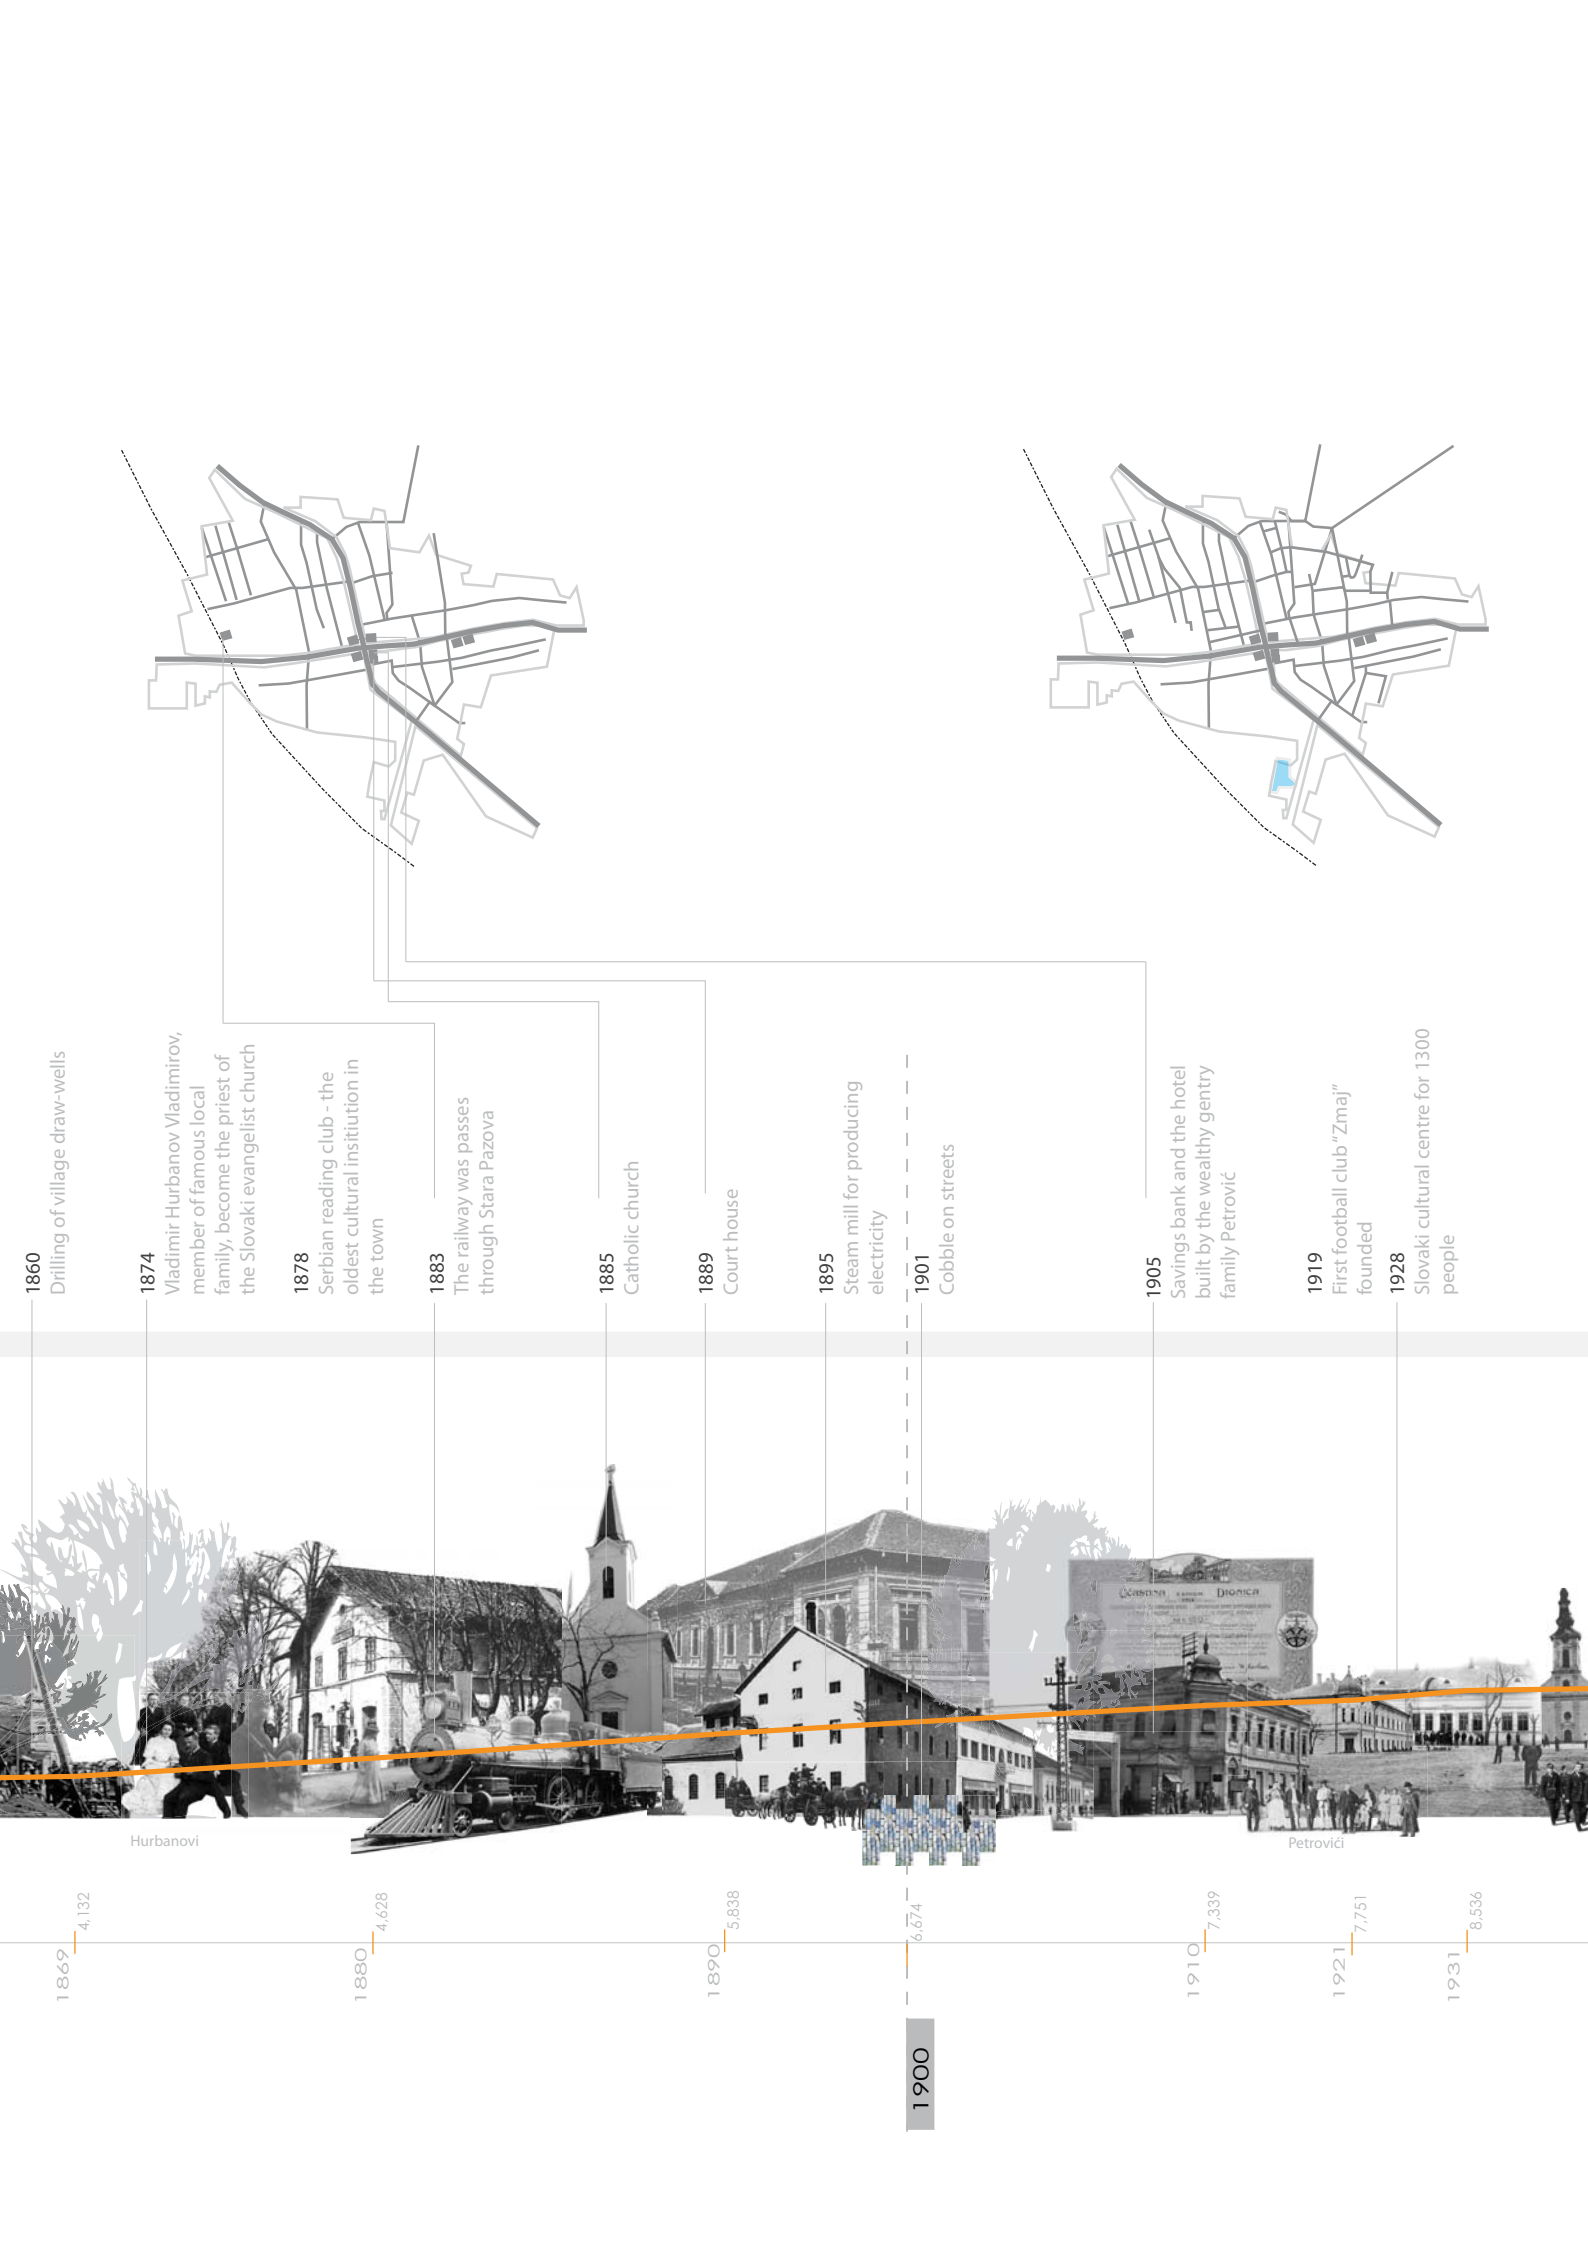 1860
Drilling of village draw-wells
1874
Vladimir Hurbanov Vladimirov,
member of famous local
family, become the priest of
the Slovaki evangelist church
1878
Serbian reading club - the
oldest cultural insitiution in
the town
1883
The railway was passes
through Stara Pazova
1885
Catholic church
1889
Court house
1895
Steam mill for producing
electricity
1901
Cobble on streets
1905
Savings bank and the hotel
built by the wealthy gentry
family Petrović
1919
First football club “Zmaj”
founded
1928
Slovaki cultural centre for 1300
people
DIONICA
Hurbanovi
Petrovići
4,132
4,628
5,838
6,674
7,339
7,751
8,536
1869
1880
1890
1910
1921
1931
1900